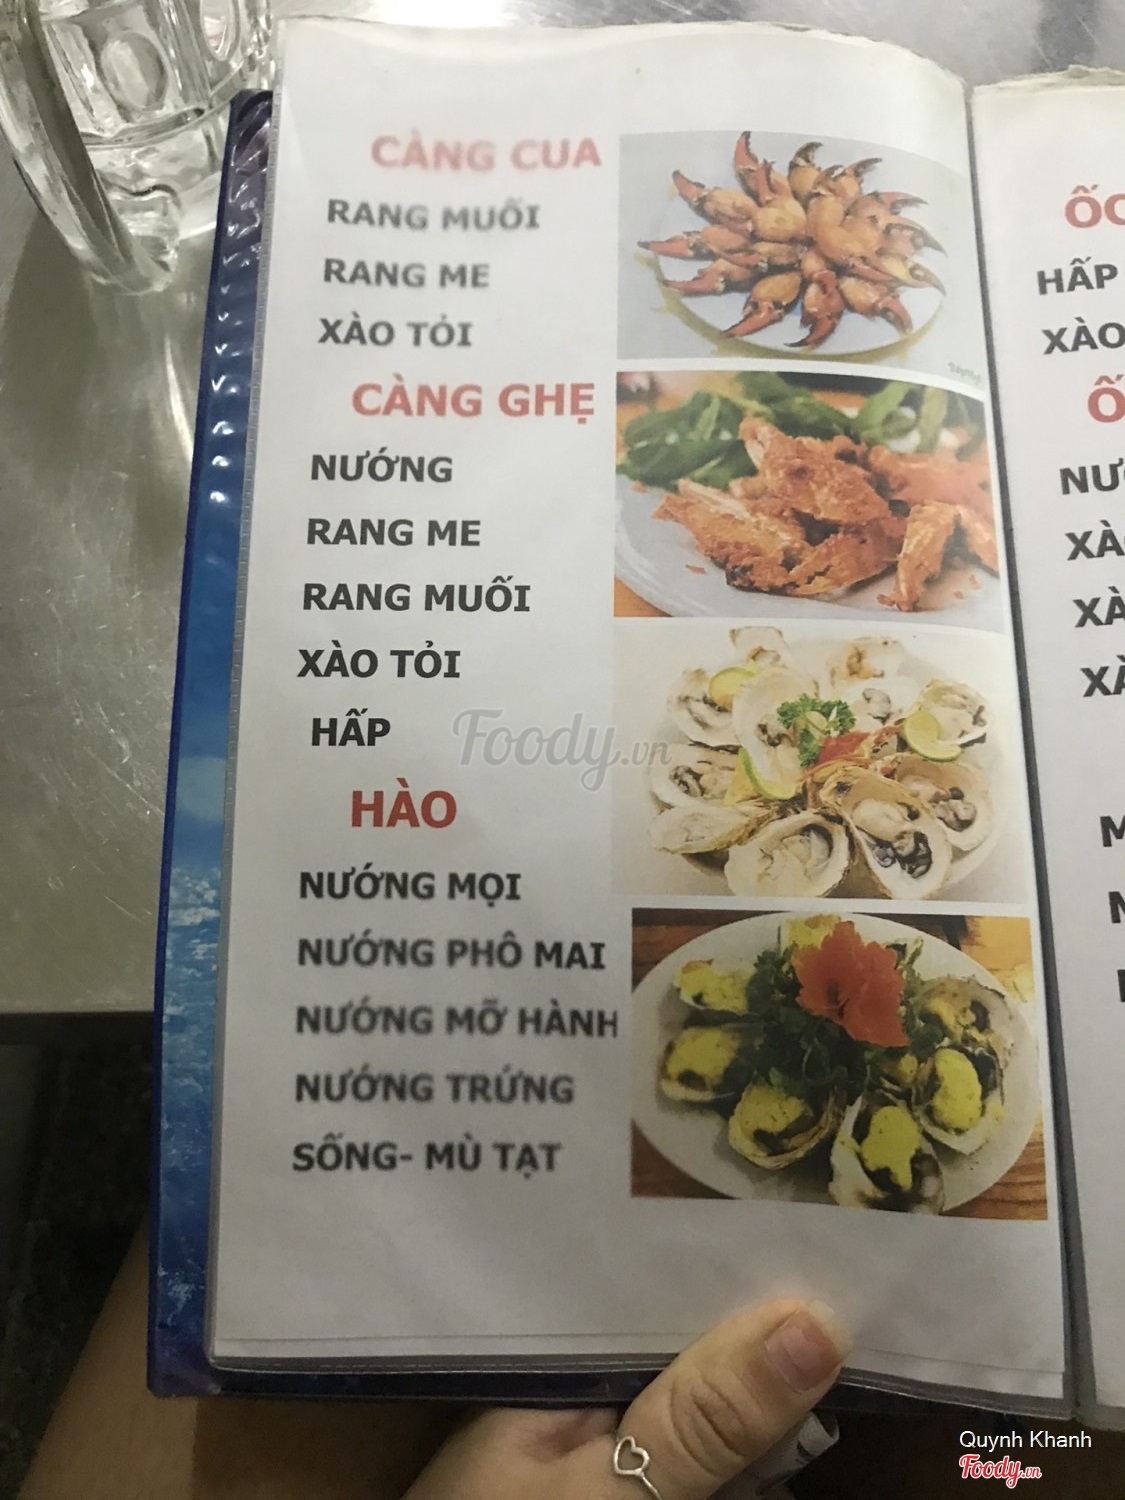 CÀNG CUA
RANG MUỐI
RANG ME
XÀO TỎI
CÀNG GHẸ
NƯỚNG
RANG ME
RANG MUỐI
XÀO TỎI
HẤP
HÀO
NƯỚNG MỌI
NƯỚNG PHÔ MAI
NƯỚNG MỠ HÀNH
NƯỚNG TRỨNG
SỐNG- MÙ TẠT
HẤP
XÀO
Foody.vn
Quynh Khanh
Foody.vn